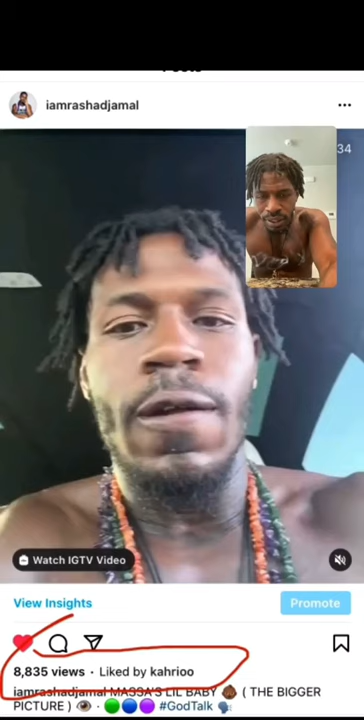 iamrashadjamal
34
Watch IGTV Video
View Insights
Promote
8,835 views · Liked by kahrioo
iamrashadjamal MASSA'S LIL BABY 💩 ( THE BIGGER
PICTURE ) 👁 · 🟢🔵🟣 #GodTalk 🗣